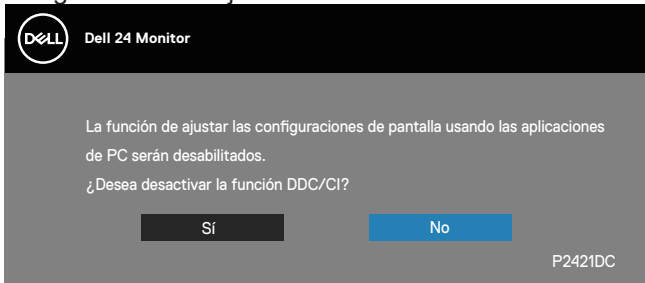 DELL
Dell 24 Monitor
La función de ajustar las configuraciones de pantalla usando las aplicaciones
de PC serán desabilitados.
¿Desea desactivar la función DDC/CI?
Sí
No
P2421DC